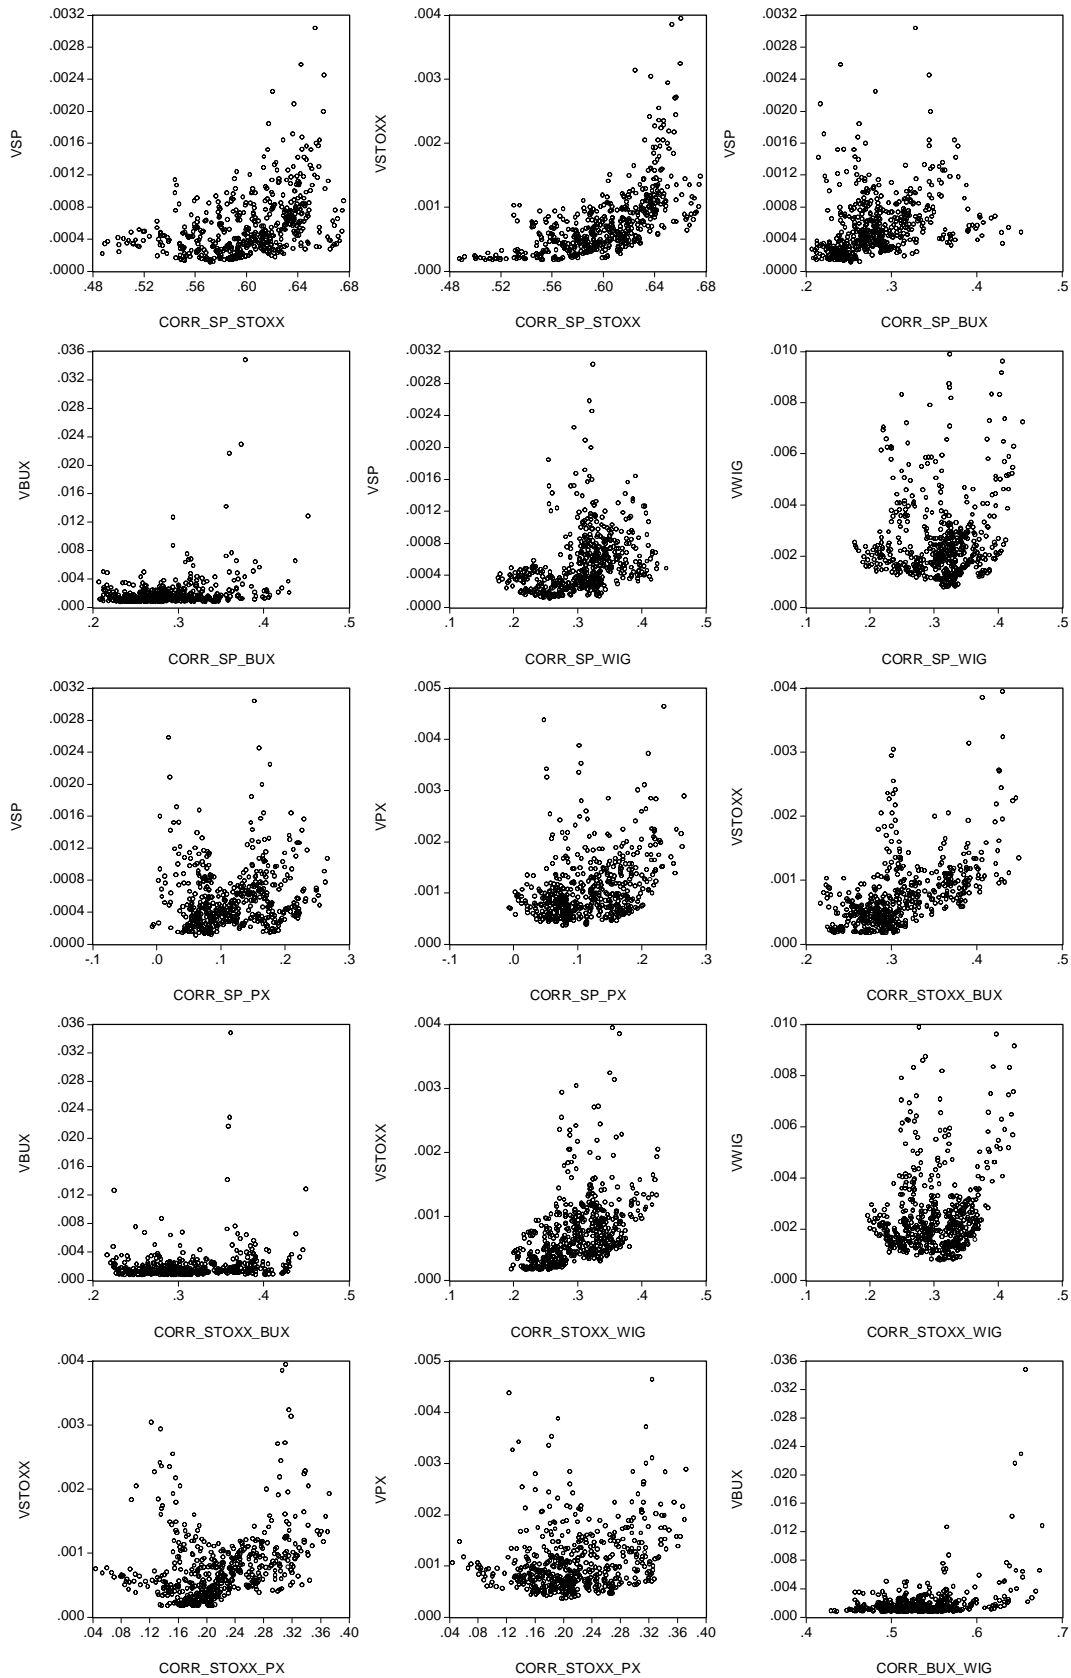 .0032 .004 .0032
.0028 .0028
.0024 .003 .0024
.0020 .0020
VSP .0016 VSTOXX .002 VSP .0016
.0012 .0012
.0008 .001 .0008
.0004 .0004
.0000 .000 .0000
.48 .52 .56 .60 .64 .68 .48 .52 .56 .60 .64 .68 .2 .3 .4 .5
CORR_SP_STOXX CORR_SP_STOXX CORR_SP_BUX
.036 .0032 .010
.032 .0028
.028 .0024 .008
.024 .0020
VBUX .020 VSP .0016 VWIG .006
.016 .0012 .004
.012 .0008
.008 .0004 .002
.004
.000 .0000 .000
.2 .3 .4 .5 .1 .2 .3 .4 .5 .1 .2 .3 .4 .5
CORR_SP_BUX CORR_SP_WIG CORR_SP_WIG
.0032 .005 .004
.0028
.0024 .004 .003
.0020 .003
VSP .0016 VPX VSTOXX .002
.0012 .002
.0008 .001 .001
.0004
.0000 .000 .000
-.1 .0 .1 .2 .3 -.1 .0 .1 .2 .3 .2 .3 .4 .5
CORR_SP_PX CORR_SP_PX CORR_STOXX_BUX
.036 .004 .010
.032
.028 .003 .008
.024
VBUX .020 VSTOXX .002 VWIG .006
.016 .004
.012 .001
.008 .002
.004
.000 .000 .000
.2 .3 .4 .5 .1 .2 .3 .4 .5 .1 .2 .3 .4 .5
CORR_STOXX_BUX CORR_STOXX_WIG CORR_STOXX_WIG
.004 .005 .036
.032
.003 .004 .028
.024
VSTOXX .002 VPX .003 VBUX .020
.002 .016
.001 .012
.001 .008
.004
.000 .000 .000
.04 .08 .12 .16 .20 .24 .28 .32 .36 .40 .04 .08 .12 .16 .20 .24 .28 .32 .36 .40 .4 .5 .6 .7
CORR_STOXX_PX CORR_STOXX_PX CORR_BUX_WIG